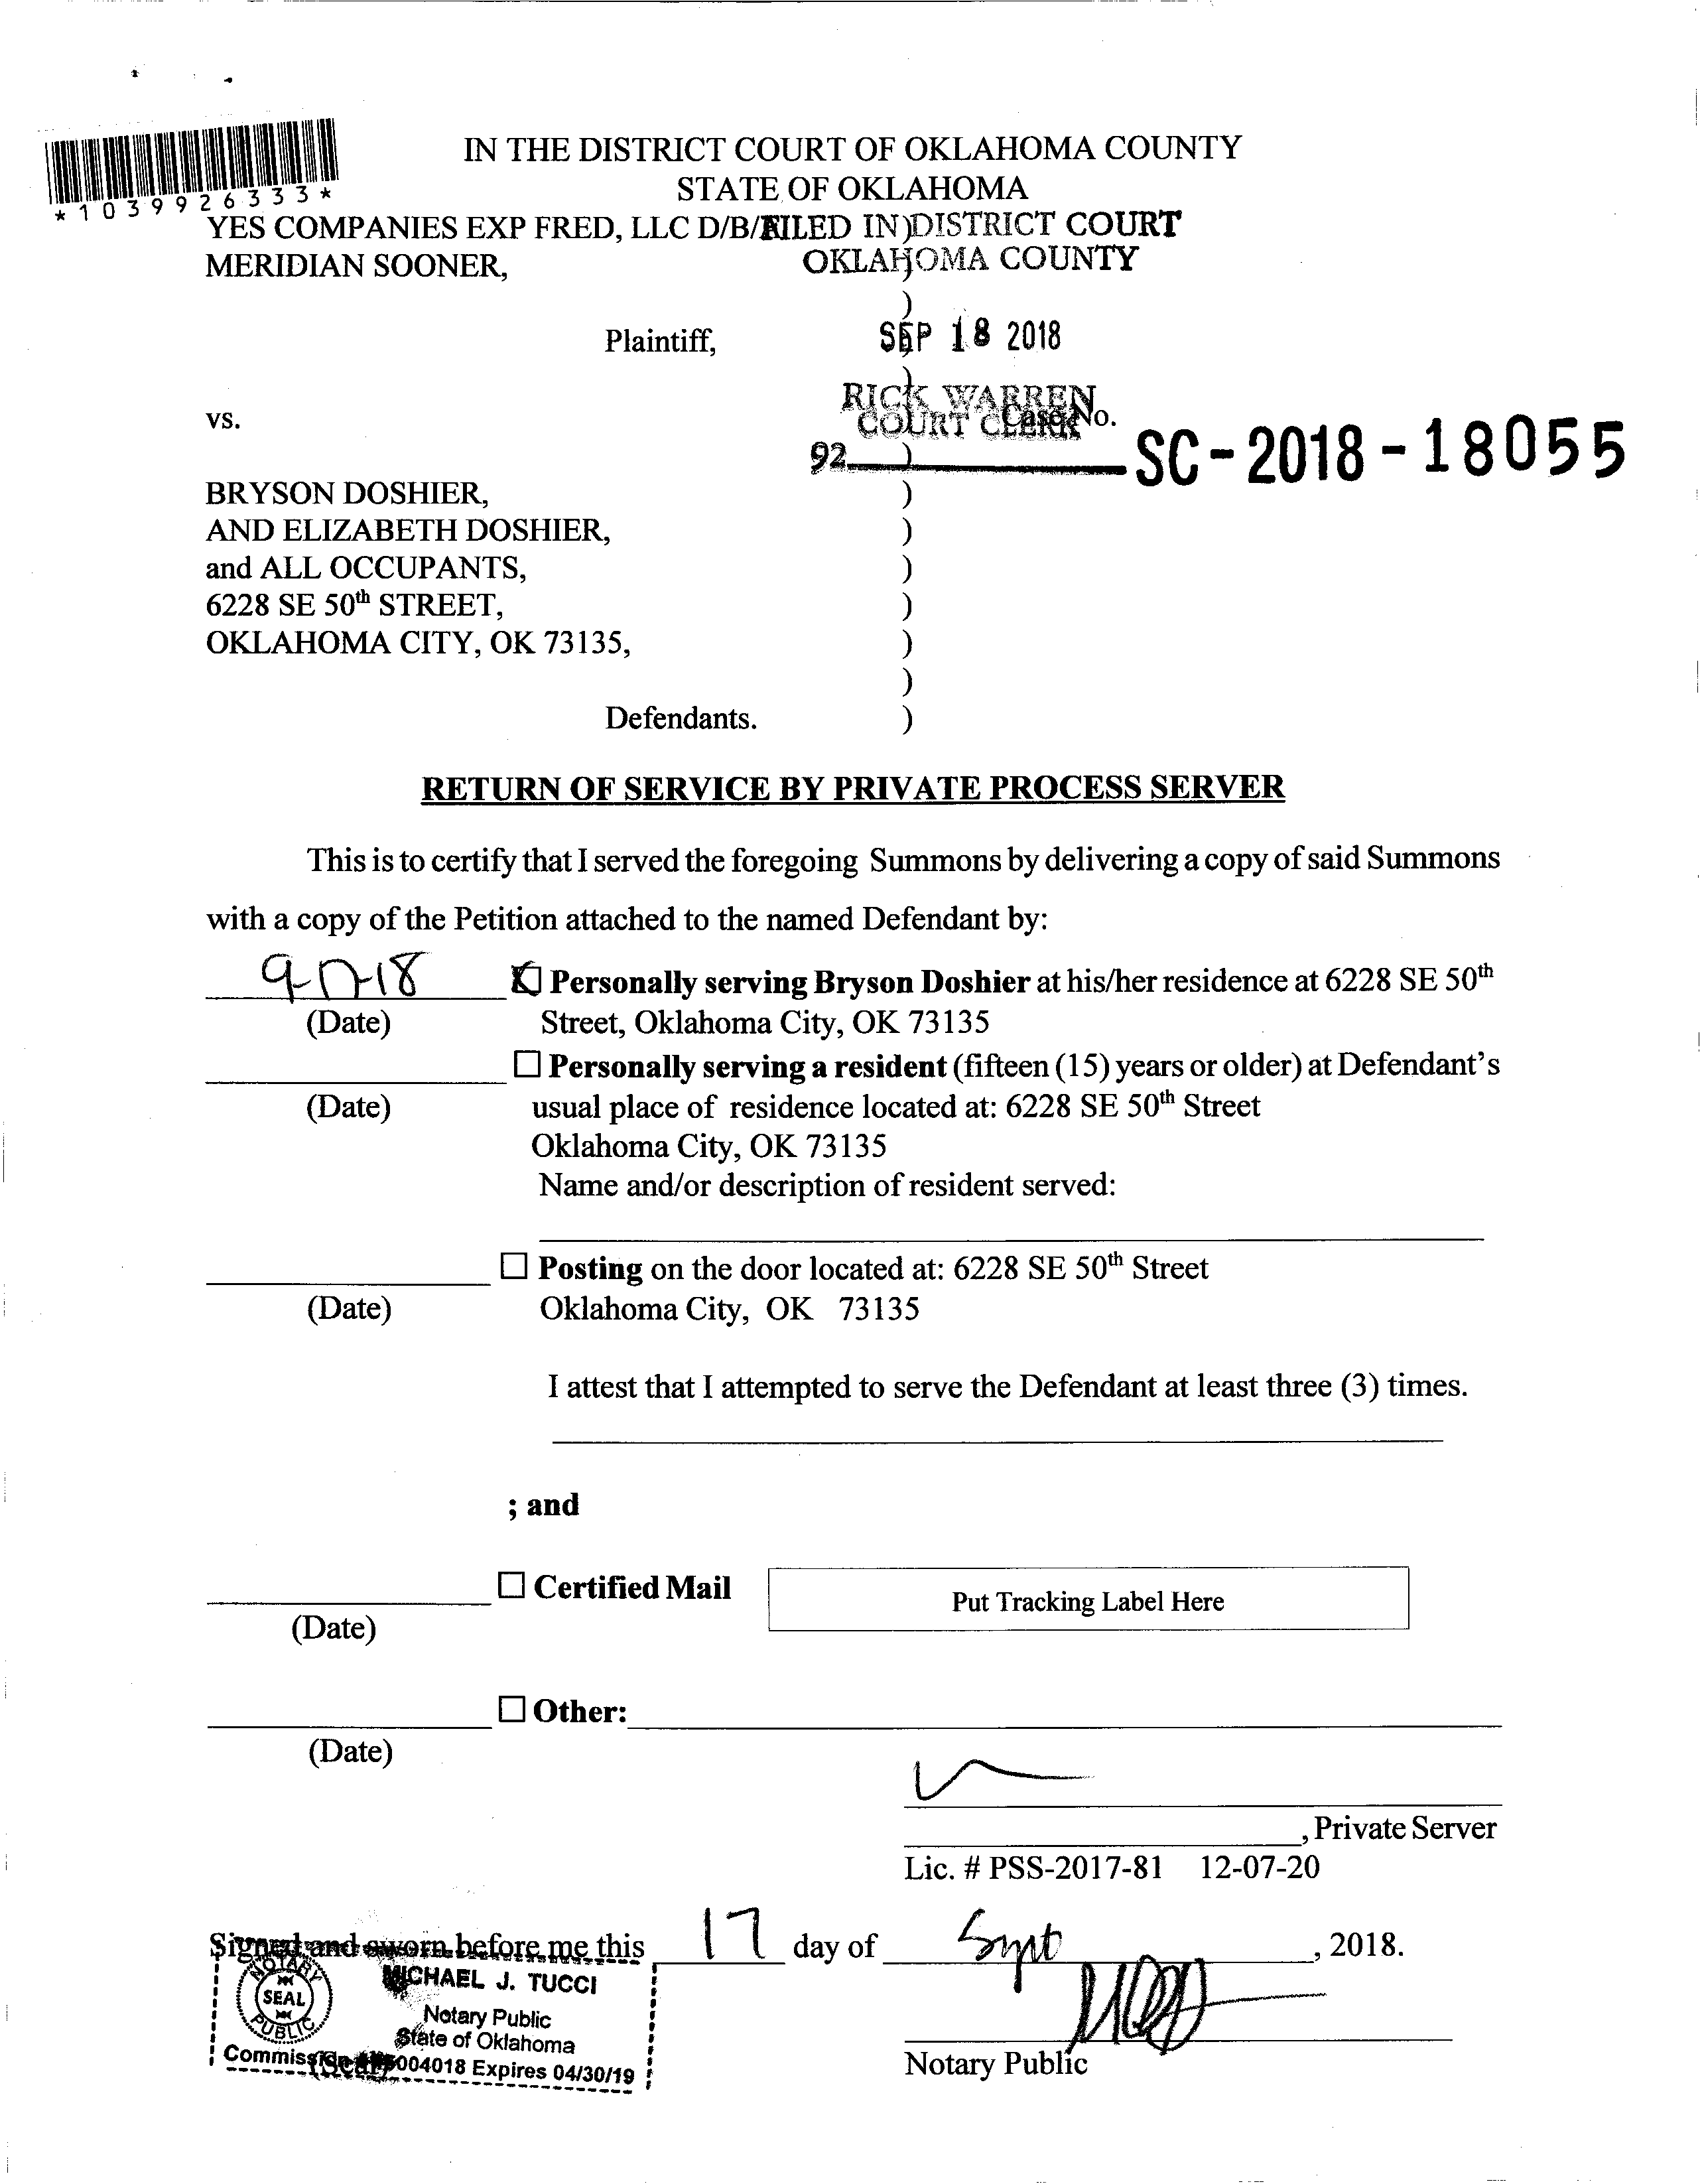 IN THE DISTRICT COURT OF OKLAHOMA COUNTY
STATE OF OKLAHOMA
*1039926333*
YES COMPANIES EXP FRED, LLC D/B/
FILED IN DISTRICT COURT
MERIDIAN SOONER,
OKLAHOMA COUNTY
)
Plaintiff,
SEP 18 2018
)
RICK WARREN
COURT CLERK
vs.
Case No.
92
)
SC-2018-18055
BRYSON DOSHIER, )
AND ELIZABETH DOSHIER, )
and ALL OCCUPANTS, )
6228 SE 50th STREET, )
OKLAHOMA CITY, OK 73135, )
)
Defendants. )
RETURN OF SERVICE BY PRIVATE PROCESS SERVER
This is to certify that I served the foregoing Summons by delivering a copy of said Summons
with a copy of the Petition attached to the named Defendant by:
9-17-18 Personally serving Bryson Doshier at his/her residence at 6228 SE 50th
(Date) Street, Oklahoma City, OK 73135
Personally serving a resident (fifteen (15) years or older) at Defendant's
(Date) usual place of residence located at: 6228 SE 50th Street
Oklahoma City, OK 73135
Name and/or description of resident served:
Posting on the door located at: 6228 SE 50th Street
(Date) Oklahoma City, OK 73135
I attest that I attempted to serve the Defendant at least three (3) times.
; and
Certified Mail Put Tracking Label Here
(Date)
Other:
(Date)
, Private Server
Lic. # PSS-2017-81 12-07-20
Signed and sworn before me this 17 day of Sept, 2018.
NOTARY
SEAL
PUBLIC
MICHAEL J. TUCCI
Notary Public
State of Oklahoma
Commission 004018 Expires 04/30/19
(Seal)
Notary Public